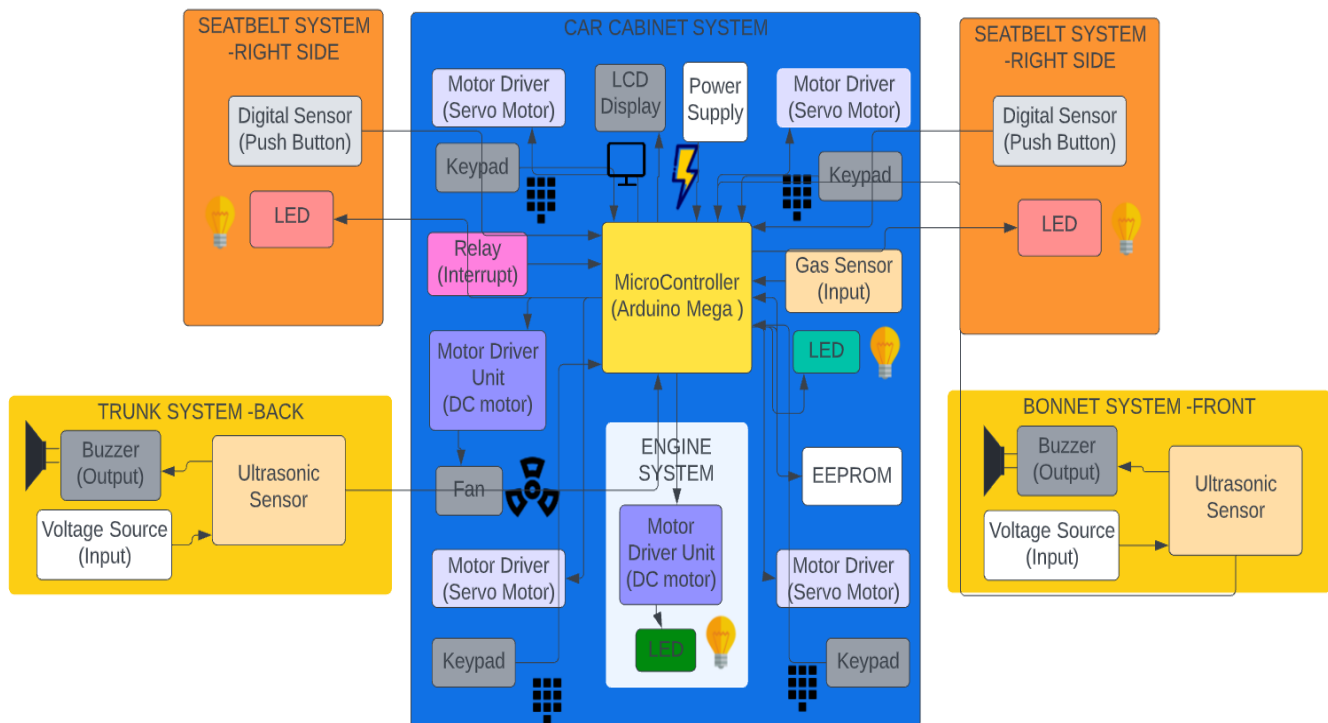 SEATBELT SYSTEM
-RIGHT SIDE
Digital Sensor
(Push Button)
LED
CAR CABINET SYSTEM
Motor Driver
(Servo Motor)
LCD
Display
Power
Supply
Motor Driver
(Servo Motor)
Keypad
Keypad
Relay
(Interrupt)
MicroController
(Arduino Mega )
Gas Sensor
(Input)
Motor Driver
Unit
(DC motor)
LED
Fan
ENGINE
SYSTEM
EEPROM
Motor
Driver Unit
(DC motor)
LED
Motor Driver
(Servo Motor)
Motor Driver
(Servo Motor)
Keypad
Keypad
SEATBELT SYSTEM
-RIGHT SIDE
Digital Sensor
(Push Button)
LED
TRUNK SYSTEM -BACK
Buzzer
(Output)
Ultrasonic
Sensor
Voltage Source
(Input)
BONNET SYSTEM -FRONT
Buzzer
(Output)
Ultrasonic
Sensor
Voltage Source
(Input)